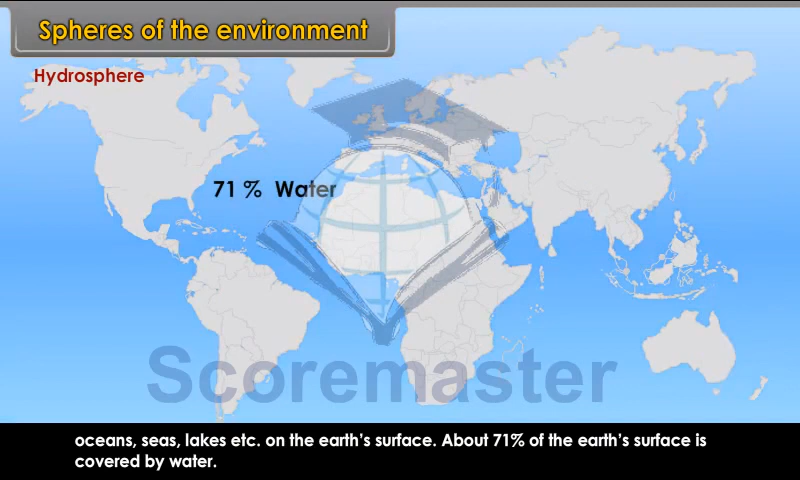 Spheres of the environment
Hydrosphere
71 % Water
Scoremaster
oceans, seas, lakes etc. on the earth's surface. About 71% of the earth's surface is
covered by water.